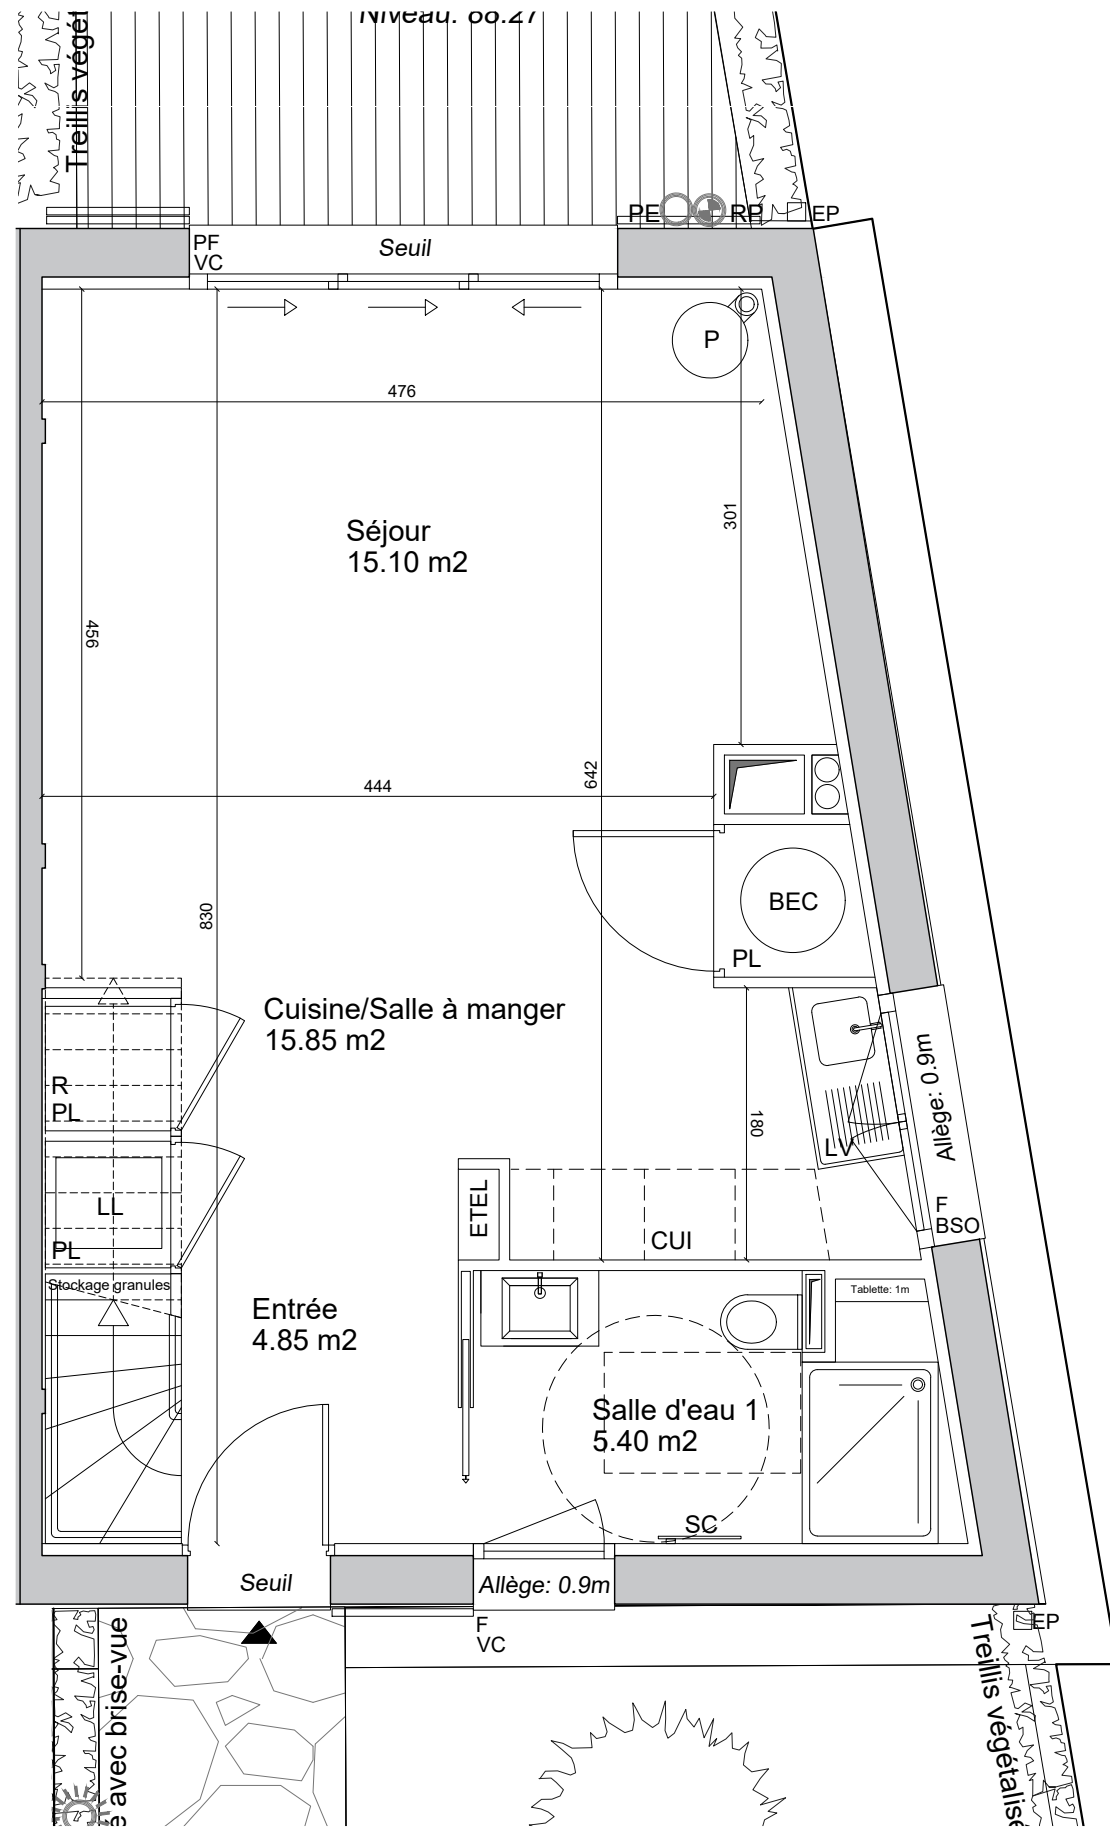 Niveau: 68.27
Treillis végét
PE
RP
EP
PF
VC
Seuil
P
476
301
Séjour
15.10 m2
456
444
642
830
BEC
PL
Cuisine/Salle à manger
15.85 m2
R
PL
LL
PL
Stockage granules
180
LV
Allège: 0.9m
F
BSO
ETEL
CUI
Tablette: 1m
Entrée
4.85 m2
Salle d'eau 1
5.40 m2
SC
Seuil
Allège: 0.9m
F
VC
EP
é avec brise-vue
Treillis végétalisé